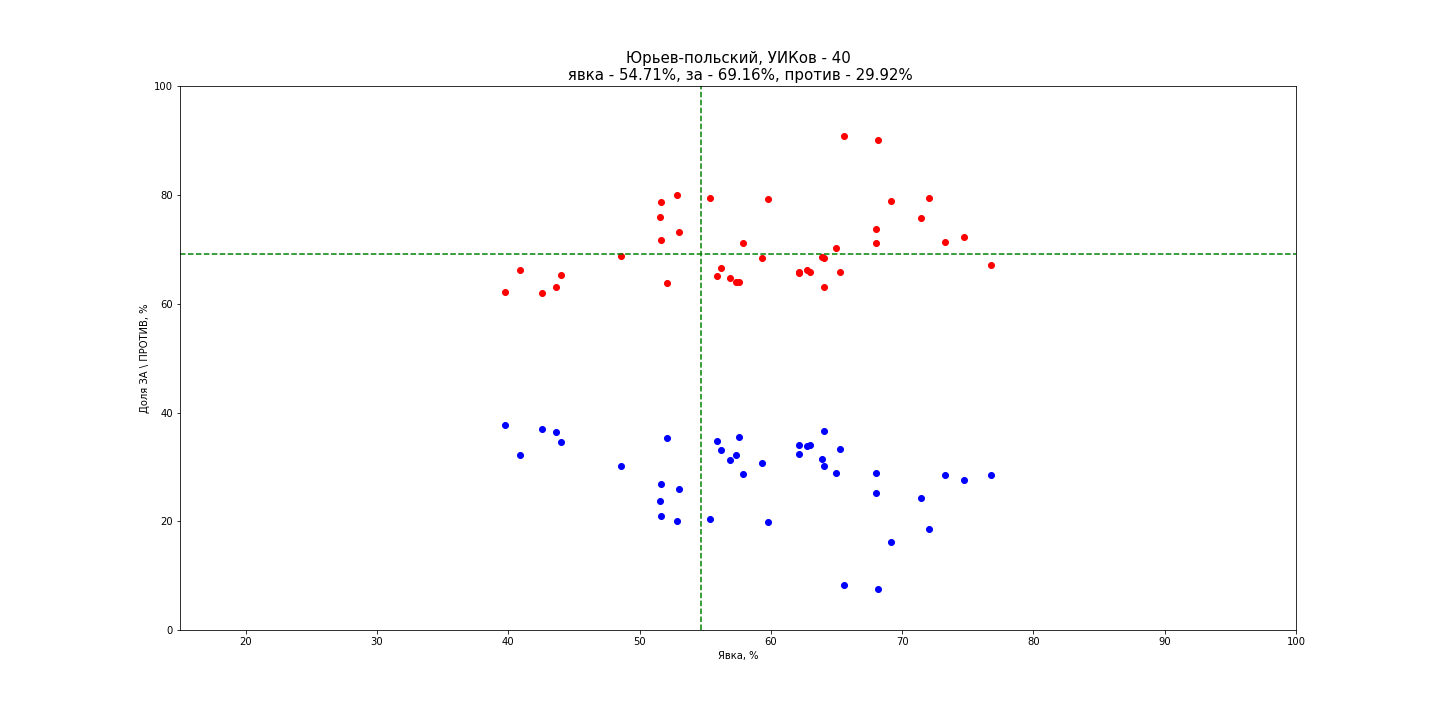 Юрьев-польский, УИКов - 40
явка - 54.71%, за - 69.16%, против - 29.92%
100
80
60
40
20
0
Доля ЗА \ ПРОТИВ, %
20 30 40 50 60 70 80 90 100
Явка, %